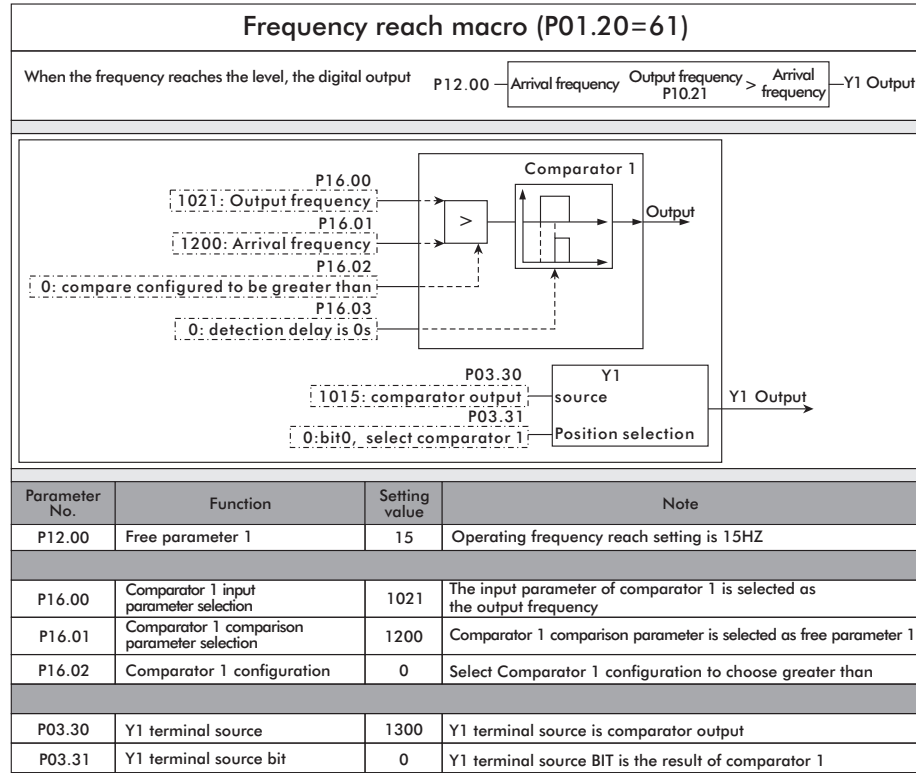 Frequency reach macro (P01.20=61)
When the frequency reaches the level, the digital output
P12.00
Arrival frequency
Output frequency
P10.21
>
Arrival
frequency
Y1 Output
P16.00
1021: Output frequency
P16.01
1200: Arrival frequency
P16.02
0: compare configured to be greater than
P16.03
0: detection delay is 0s
>
Comparator 1
Output
P03.30
1015: comparator output
P03.31
0:bit0, select comparator 1
Y1
source
Position selection
Y1 Output
Parameter No. Function Setting value Note
P12.00 Free parameter 1 15 Operating frequency reach setting is 15HZ
P16.00 Comparator 1 input parameter selection 1021 The input parameter of comparator 1 is selected as the output frequency
P16.01 Comparator 1 comparison parameter selection 1200 Comparator 1 comparison parameter is selected as free parameter 1
P16.02 Comparator 1 configuration 0 Select Comparator 1 configuration to choose greater than
P03.30 Y1 terminal source 1300 Y1 terminal source is comparator output
P03.31 Y1 terminal source bit 0 Y1 terminal source BIT is the result of comparator 1